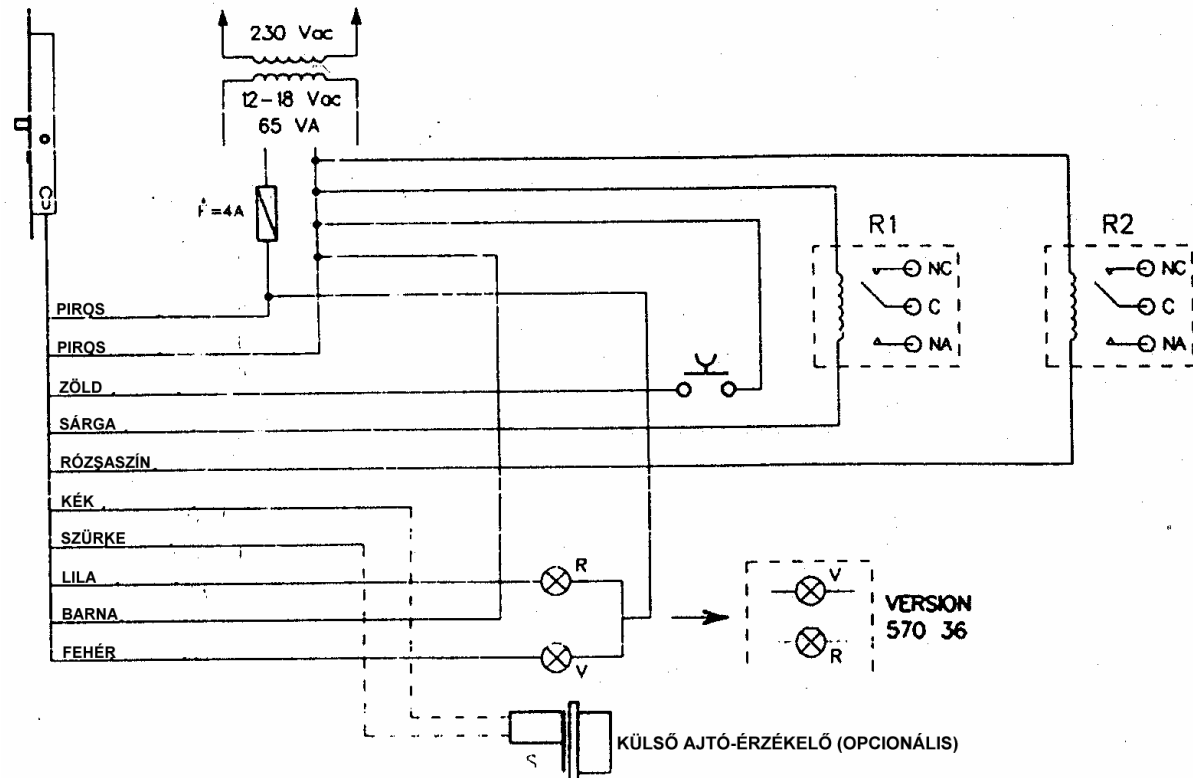 230 Vac
12-18 Vac
65 VA
F=4A
R1
NC
C
NA
R2
NC
C
NA
PIROS
PIROS
ZÖLD
SÁRGA
RÓZSASZÍN
KÉK
SZÜRKE
LILA
BARNA
FEHÉR
R
V
V
R
VERSION
570 36
S
KÜLSŐ AJTÓ-ÉRZÉKELŐ (OPCIONÁLIS)